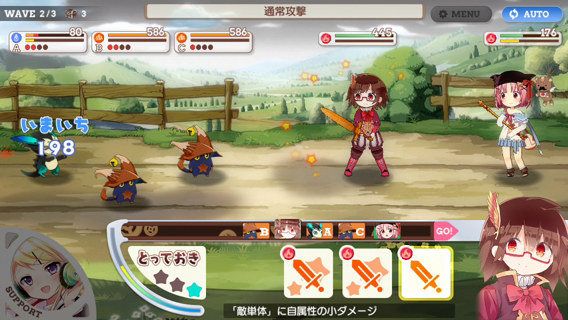 WAVE 2/3
3
通常攻撃
MENU
AUTO
80
A
586
B
586
C
445
176
いまいち
198
B
A
C
GO!
とっておき
SUPPORT
「敵単体」に自属性の小ダメージ